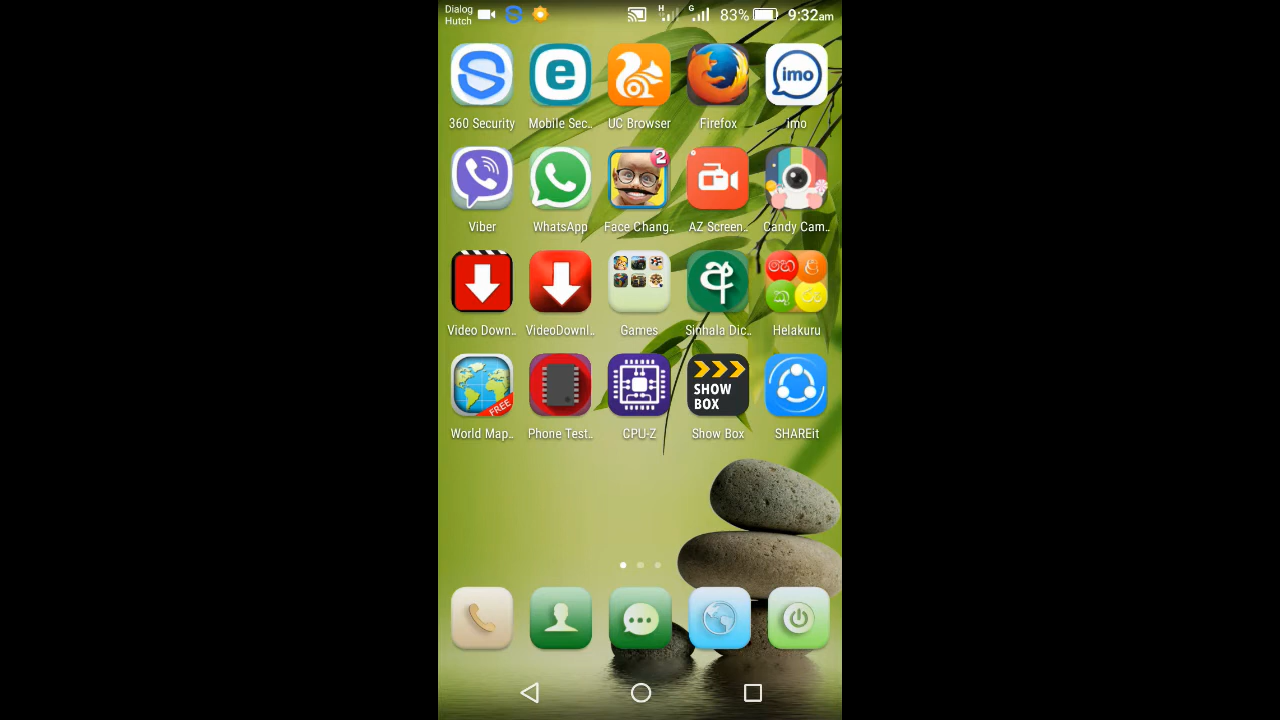 Dialog
Hutch
H G 83% 9:32am
e imo
360 Security Mobile Sec.. UC Browser Firefox imo
2
Viber WhatsApp Face Chang.. AZ Screen.. Candy Cam..
අ හෙ ළ
කු රු
Video Down.. VideoDownl.. Games Sinhala Dic.. Helakuru
FREE SHOW
BOX
World Map.. Phone Test.. CPU-Z Show Box SHAREit